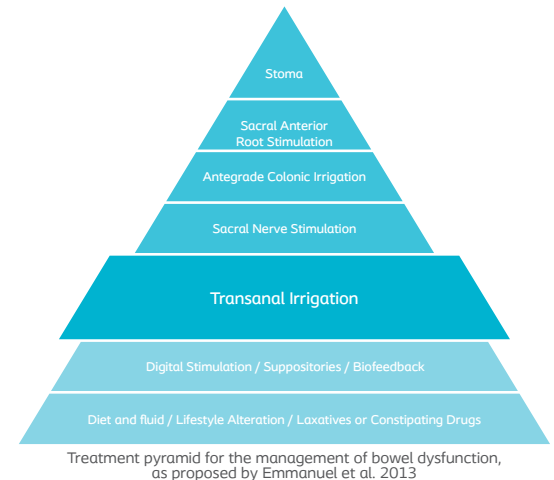 Stoma
Sacral Anterior
Root Stimulation
Antegrade Colonic Irrigation
Sacral Nerve Stimulation
Transanal Irrigation
Digital Stimulation / Suppositories / Biofeedback
Diet and fluid / Lifestyle Alteration / Laxatives or Constipating Drugs
Treatment pyramid for the management of bowel dysfunction,
as proposed by Emmanuel et al. 2013